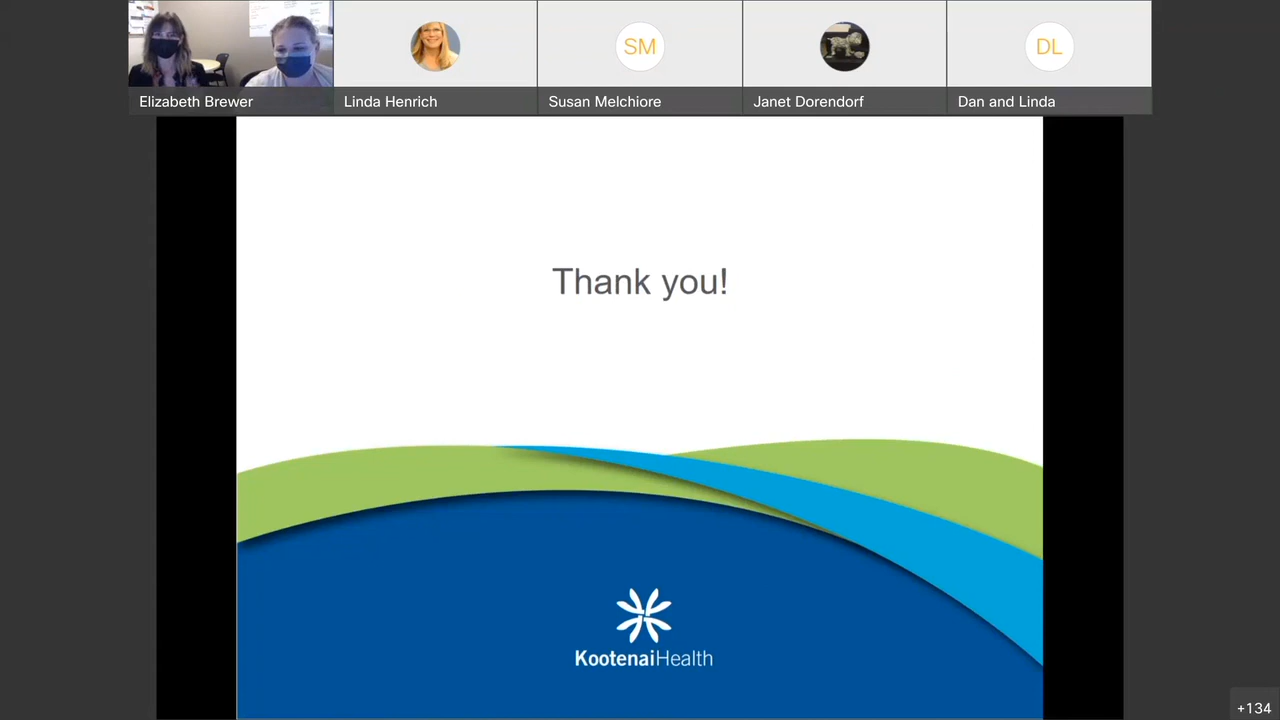 SM
DL
Elizabeth Brewer
Linda Henrich
Susan Melchiore
Janet Dorendorf
Dan and Linda
Thank you!
KootenaiHealth
+134